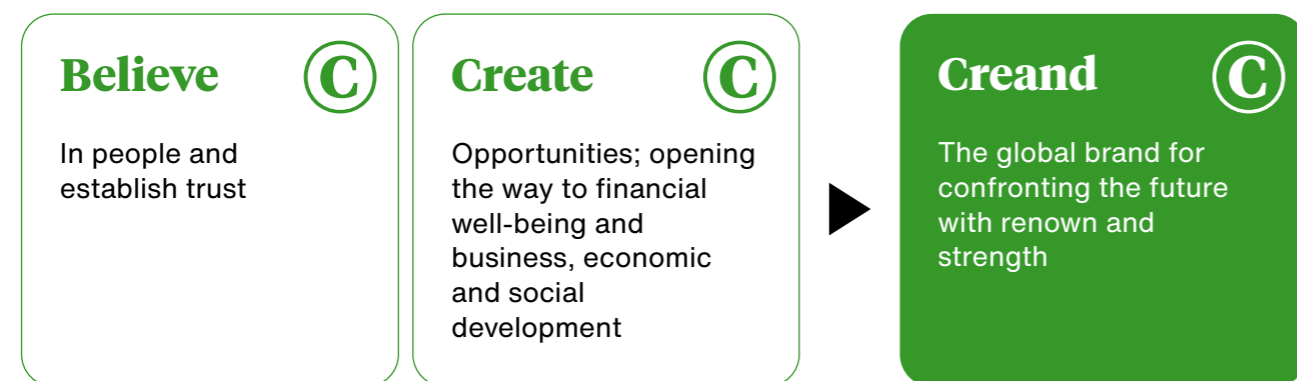 Believe
©
In people and
establish trust
Create
©
Opportunities; opening
the way to financial
well-being and
business, economic
and social
development
Creand
©
The global brand for
confronting the future
with renown and
strength